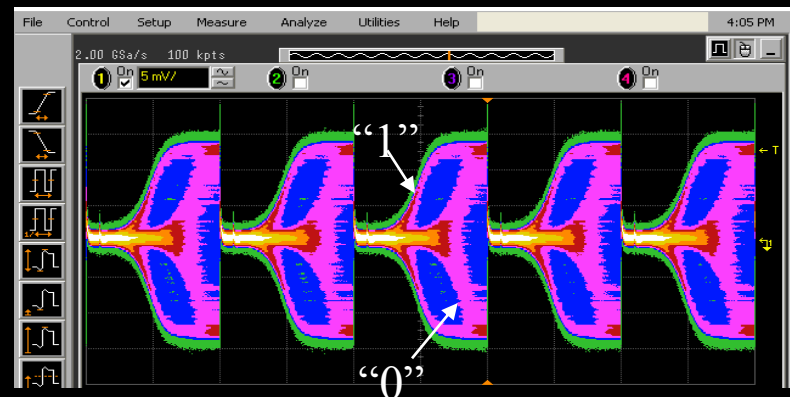 File Control Setup Measure Analyze Utilities Help 4:05 PM
2.00 GSa/s 100 kpts
1 On 5 mV/ 2 On 3 On 4 On
“1”
T
“0”